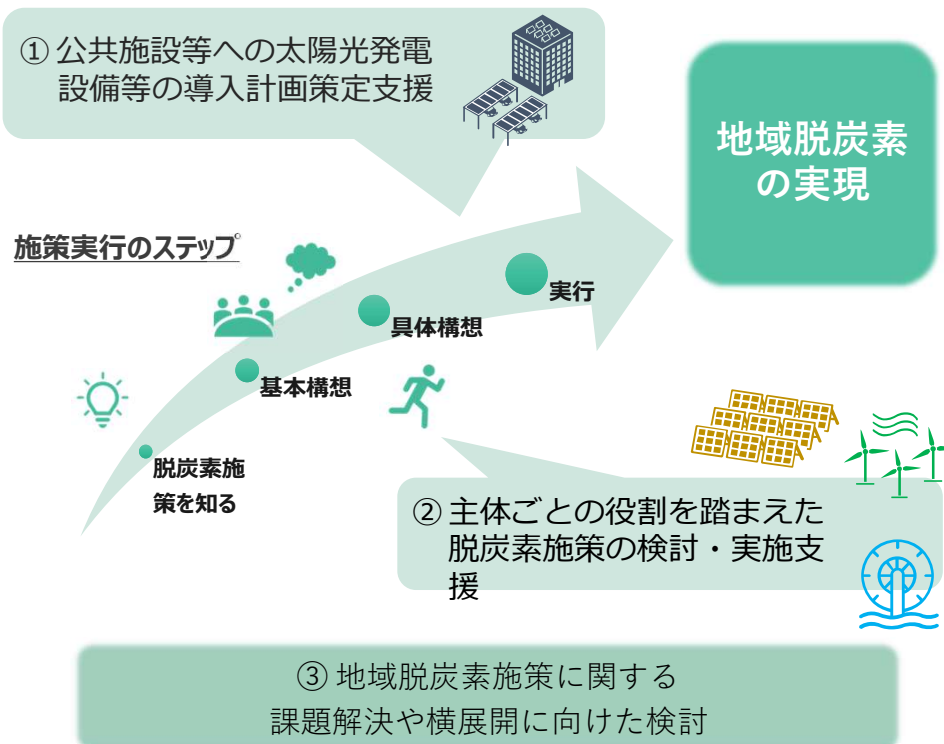 ① 公共施設等への太陽光発電
設備等の導入計画策定支援
地域脱炭素
の実現
施策実行のステップ
実行
具体構想
基本構想
脱炭素施
策を知る
② 主体ごとの役割を踏まえた
脱炭素施策の検討・実施支
援
③ 地域脱炭素施策に関する
課題解決や横展開に向けた検討